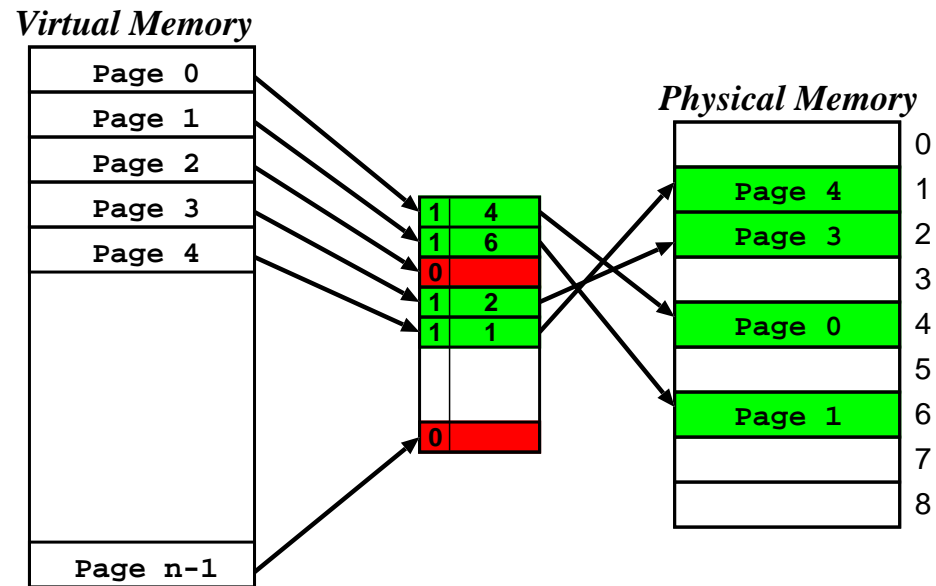 Virtual Memory
Page 0
Page 1
Page 2
Page 3
Page 4
Page n-1
1 4
1 6
0
1 2
1 1
0
Physical Memory
0
Page 4 1
Page 3 2
3
Page 0 4
5
Page 1 6
7
8